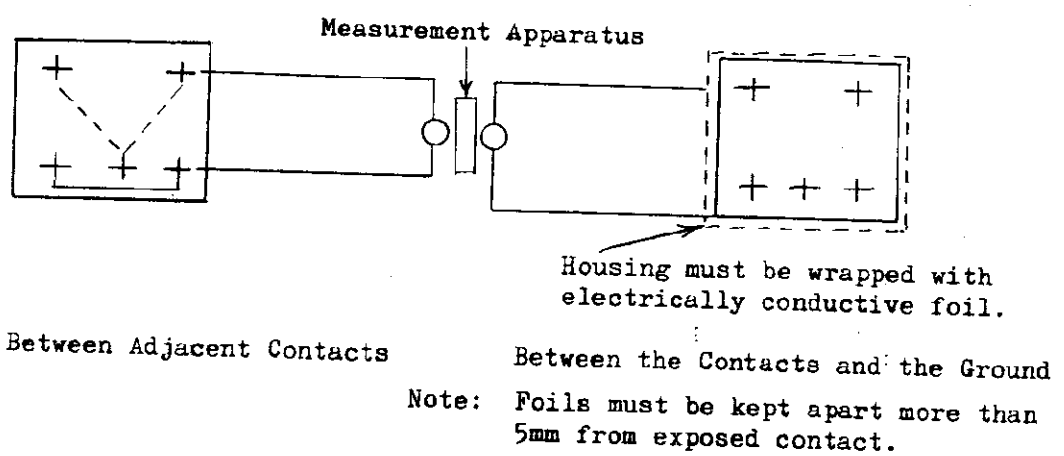 Measurement Apparatus
Housing must be wrapped with
electrically conductive foil.
Between Adjacent Contacts
Between the Contacts and the Ground
Note: Foils must be kept apart more than
5mm from exposed contact.